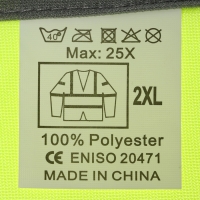 40
Max: 25X
2XL
100% Polyester
CE ENISO 20471
MADE IN CHINA